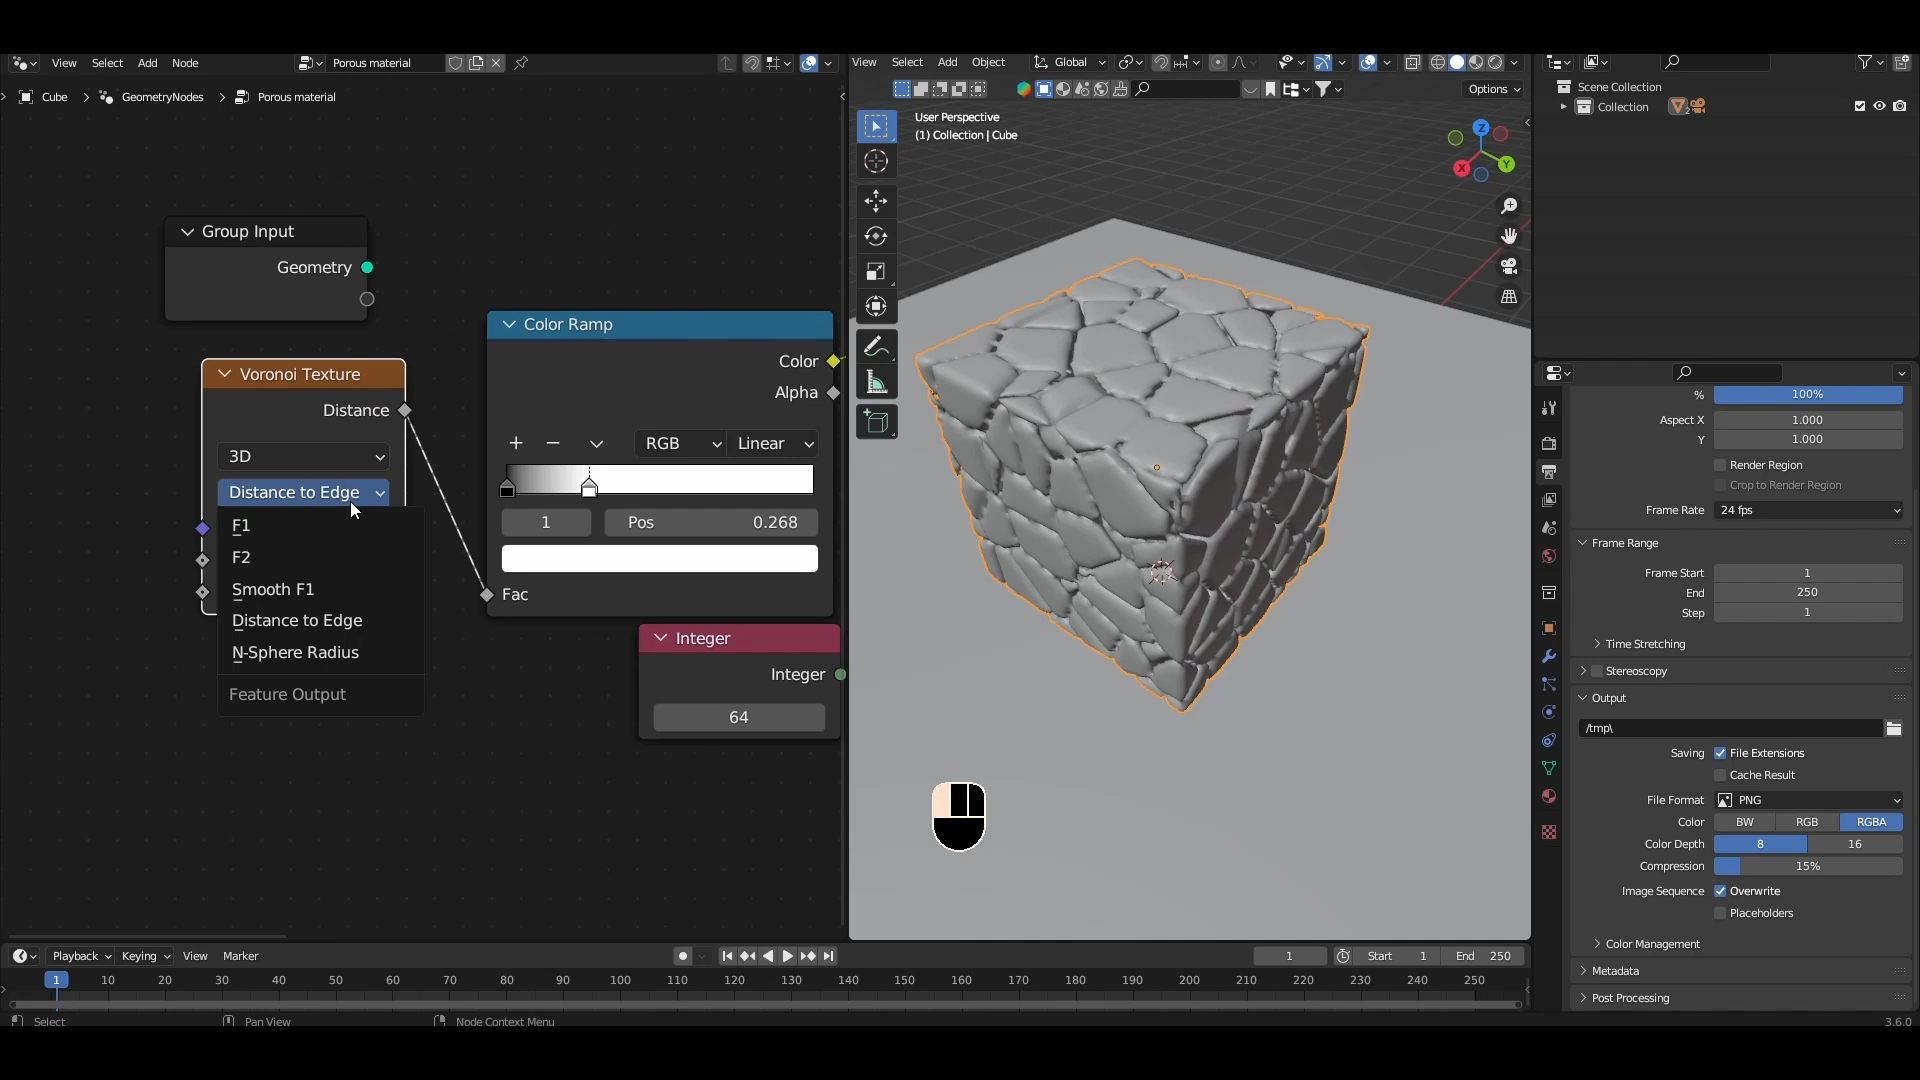 View Select Add Node Porous material
Cube GeometryNodes Porous material
Group Input
Geometry
Voronoi Texture
Distance
3D
Distance to Edge
F1
F2
Smooth F1
Distance to Edge
N-Sphere Radius
Feature Output
Color Ramp
Color
Alpha
RGB Linear
1 Pos 0.268
Fac
Integer
Integer
64
View Select Add Object Global
Options
User Perspective
(1) Collection | Cube
Z
Y
X
Scene Collection
Collection 2
% 100%
Aspect X 1.000
Y 1.000
Render Region
Crop to Render Region
Frame Rate 24 fps
Frame Range
Frame Start 1
End 250
Step 1
Time Stretching
Stereoscopy
Output
/tmp\
Saving File Extensions
Cache Result
File Format PNG
Color BW RGB RGBA
Color Depth 8 16
Compression 15%
Image Sequence Overwrite
Placeholders
Color Management
Metadata
Post Processing
Playback Keying View Marker 1 Start 1 End 250
1 10 20 30 40 50 60 70 80 90 100 110 120 130 140 150 160 170 180 190 200 210 220 230 240 250
Select Pan View Node Context Menu 3.6.0